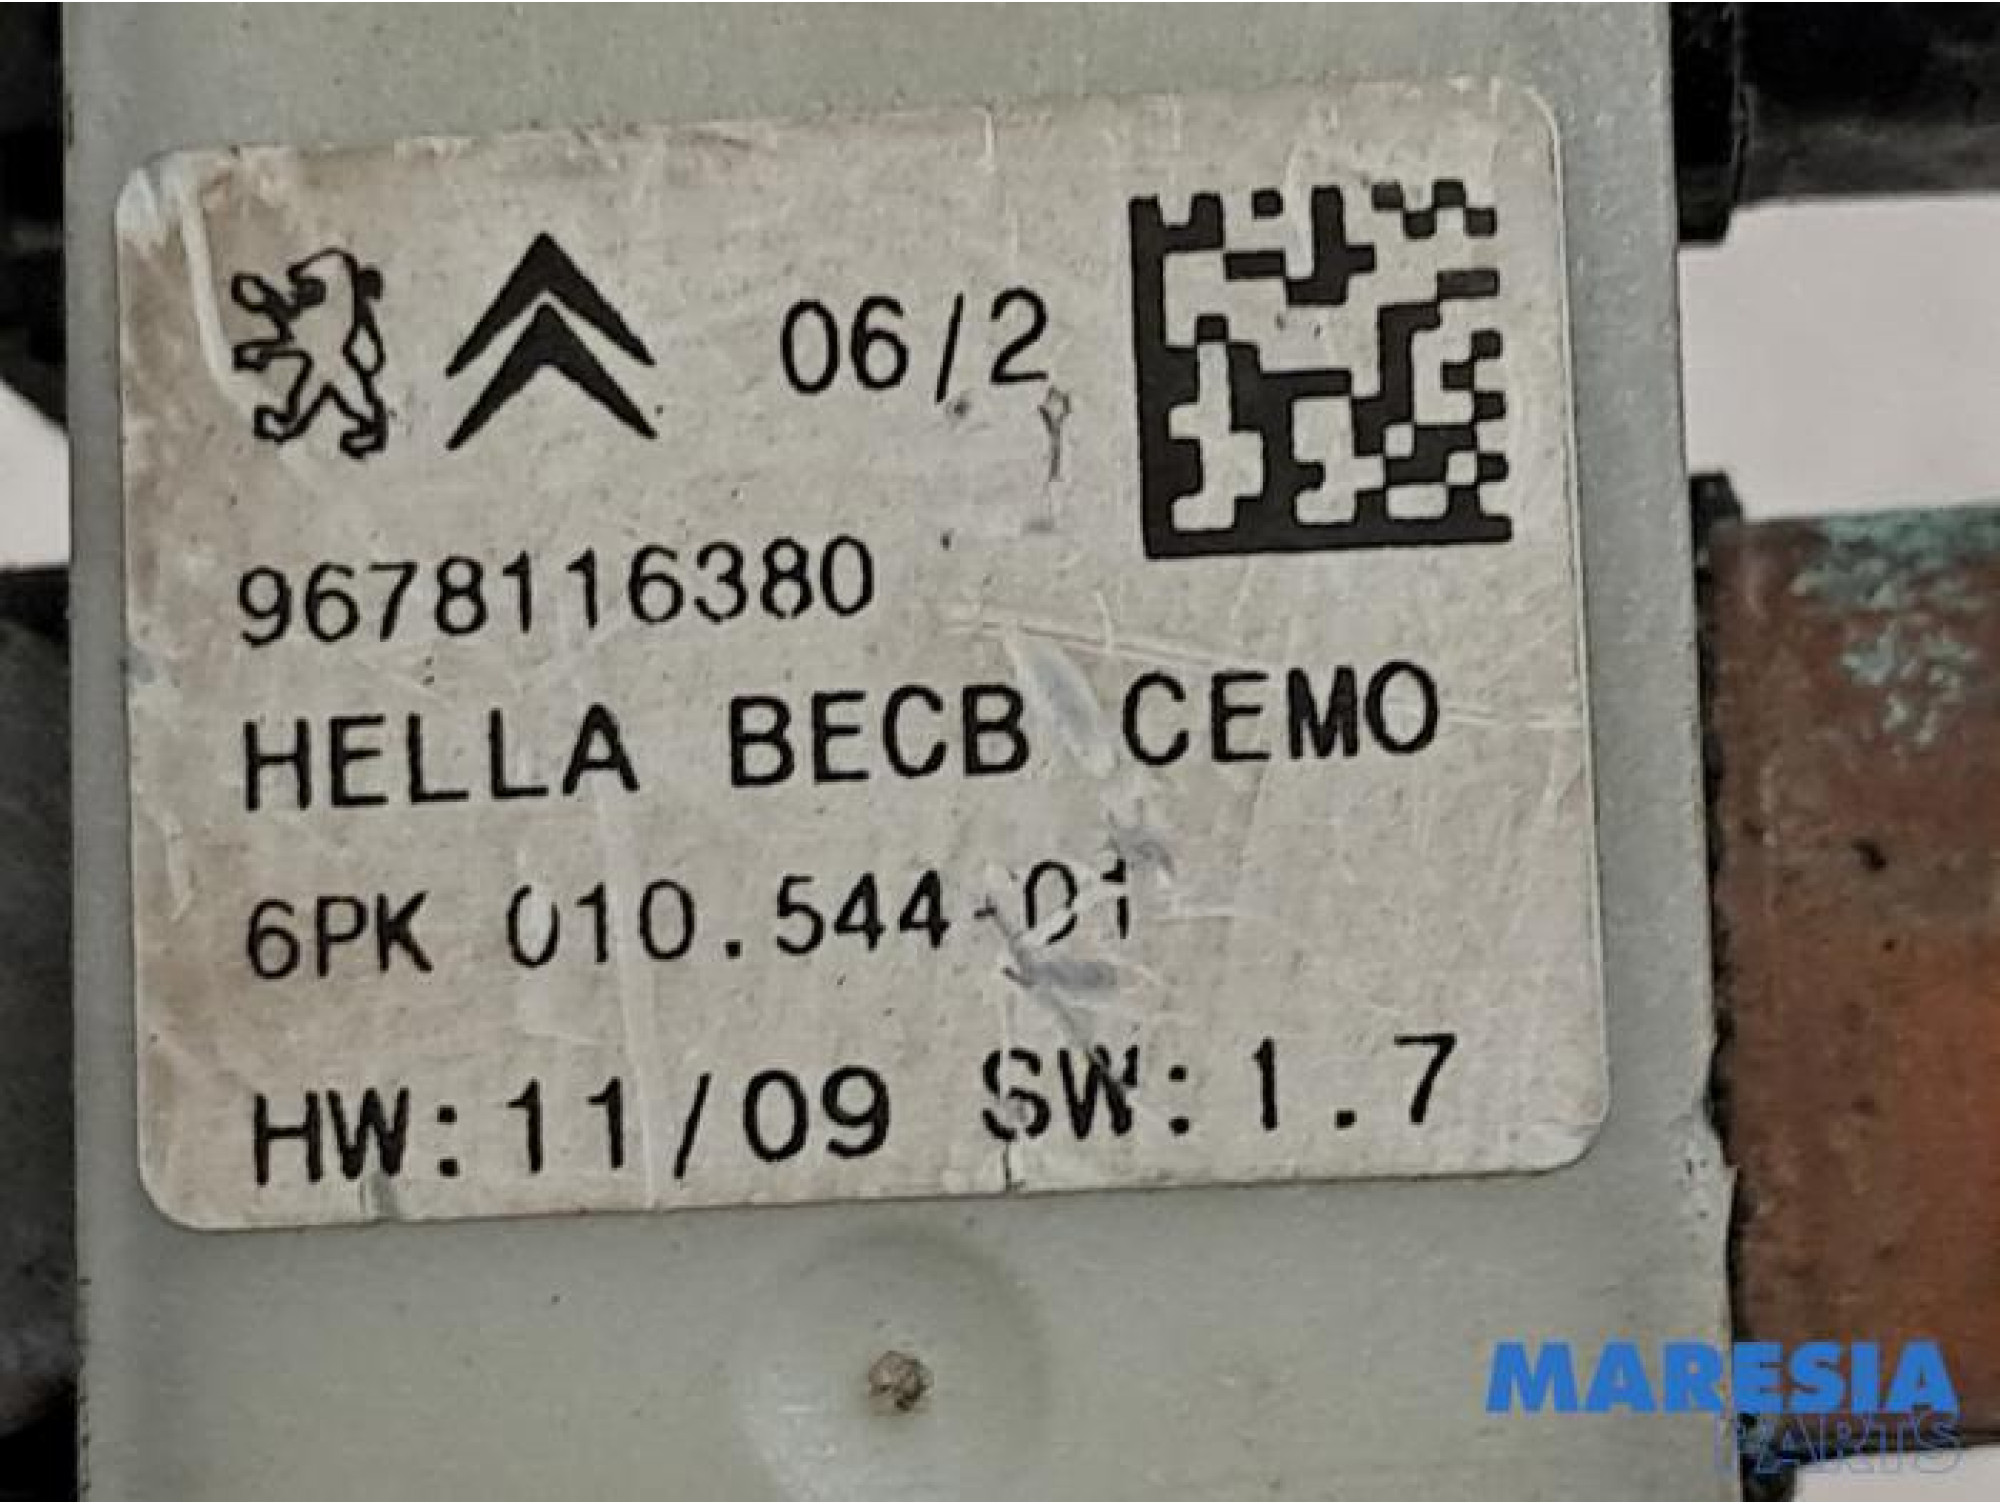 06/2
9678116380
HELLA BECB CEMO
6PK 010.544-01
HW:11/09 SW:1.7
MARESIA
PARTS